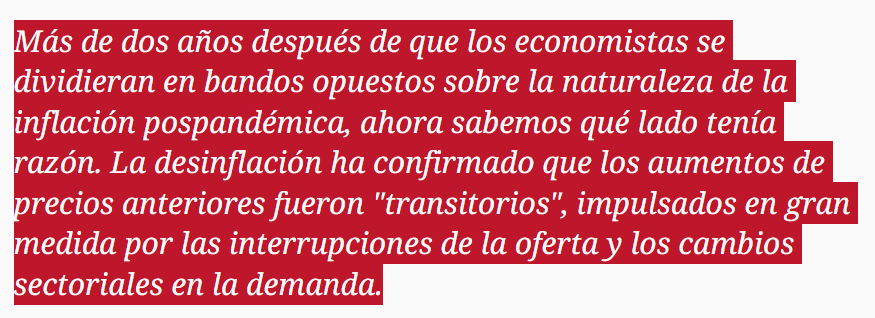 Más de dos años después de que los economistas se
dividieran en bandos opuestos sobre la naturaleza de la
inflación pospandémica, ahora sabemos qué lado tenía
razón. La desinflación ha confirmado que los aumentos de
precios anteriores fueron "transitorios", impulsados en gran
medida por las interrupciones de la oferta y los cambios
sectoriales en la demanda.